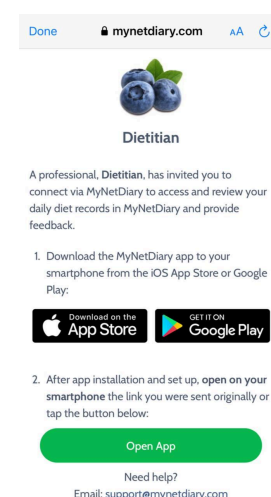 Done
mynetdiary.com
AA
Dietitian
A professional, Dietitian, has invited you to
connect via MyNetDiary to access and review your
daily diet records in MyNetDiary and provide
feedback.
1. Download the MyNetDiary app to your
smartphone from the iOS App Store or Google
Play:
Download on the
App Store
GET IT ON
Google Play
2. After app installation and set up, open on your
smartphone the link you were sent originally or
tap the button below:
Open App
Need help?
Email: support@mynetdiary.com